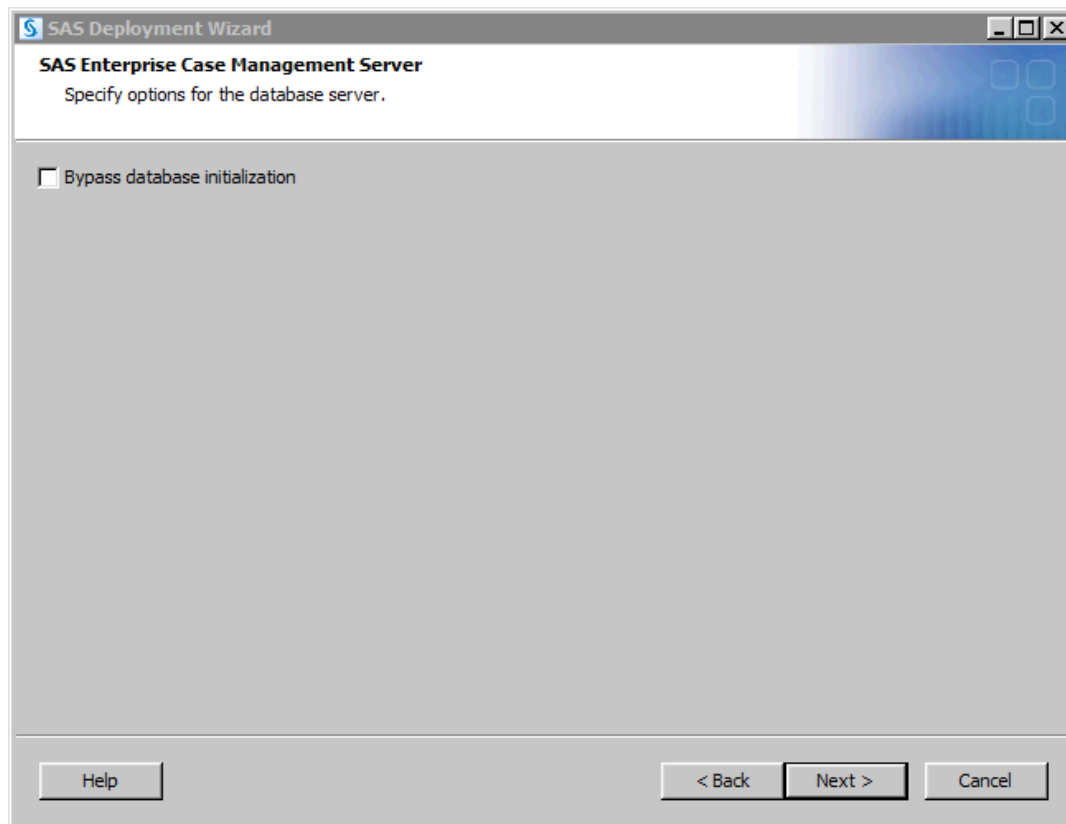 SAS Deployment Wizard
SAS Enterprise Case Management Server
Specify options for the database server.
Bypass database initialization
Help
< Back
Next >
Cancel